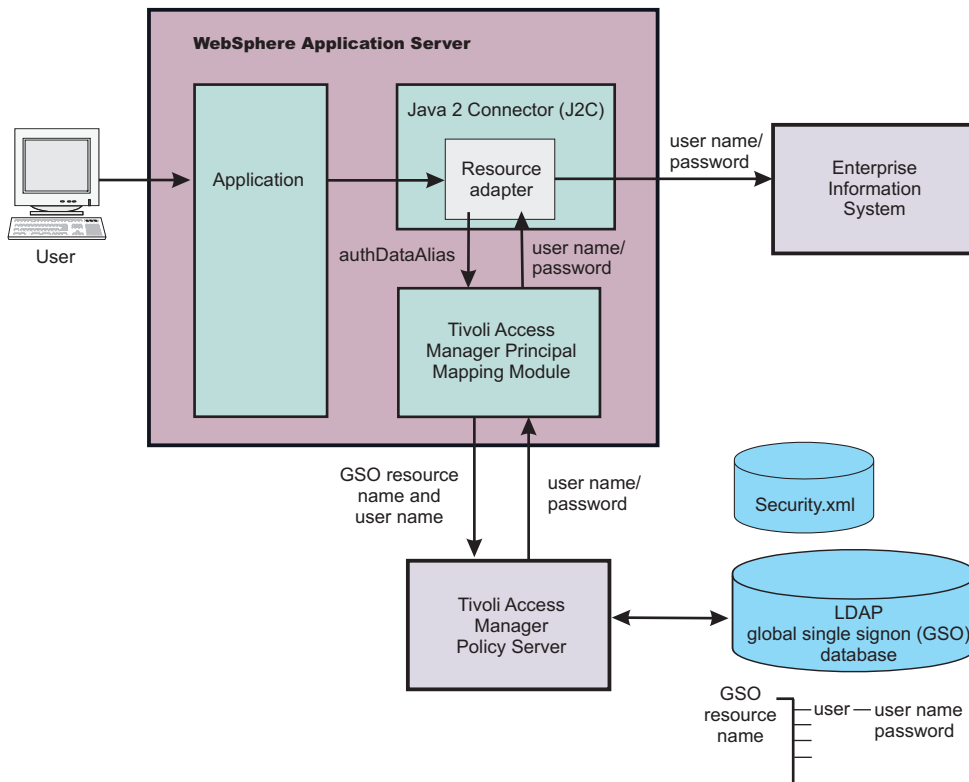 WebSphere Application Server
Java 2 Connector (J2C)
user name/
password
Application
Resource
adapter
Enterprise
Information
System
User
authDataAlias
user name/
password
Tivoli Access
Manager Principal
Mapping Module
GSO resource
name and
user name
user name/
password
Security.xml
Tivoli Access
Manager
Policy Server
LDAP
global single signon (GSO)
database
GSO
resource
name
user
user name
password